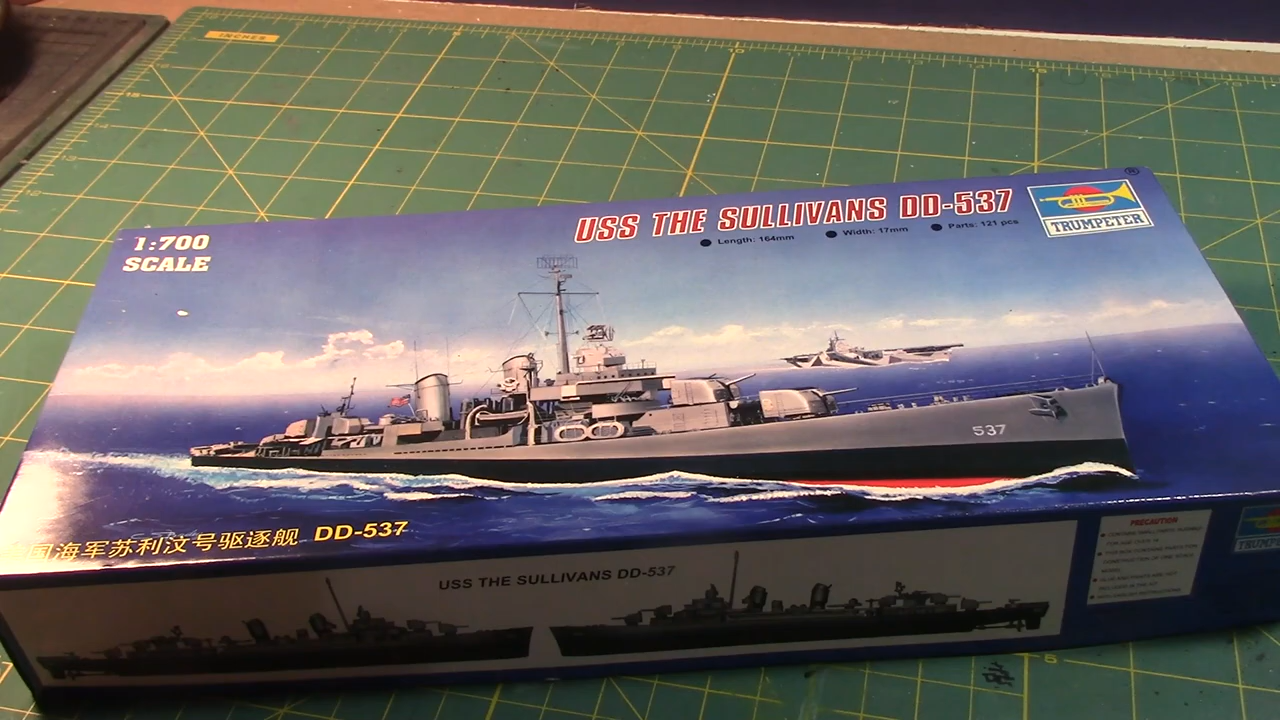 INCHES
1:700
SCALE
USS THE SULLIVANS DD-537
Length: 164mm Width: 17mm Parts: 121 pcs
TRUMPETER
®
537
国海军苏利汶号驱逐舰 DD-537
USS THE SULLIVANS DD-537
PRECAUTION
TRUMPETER